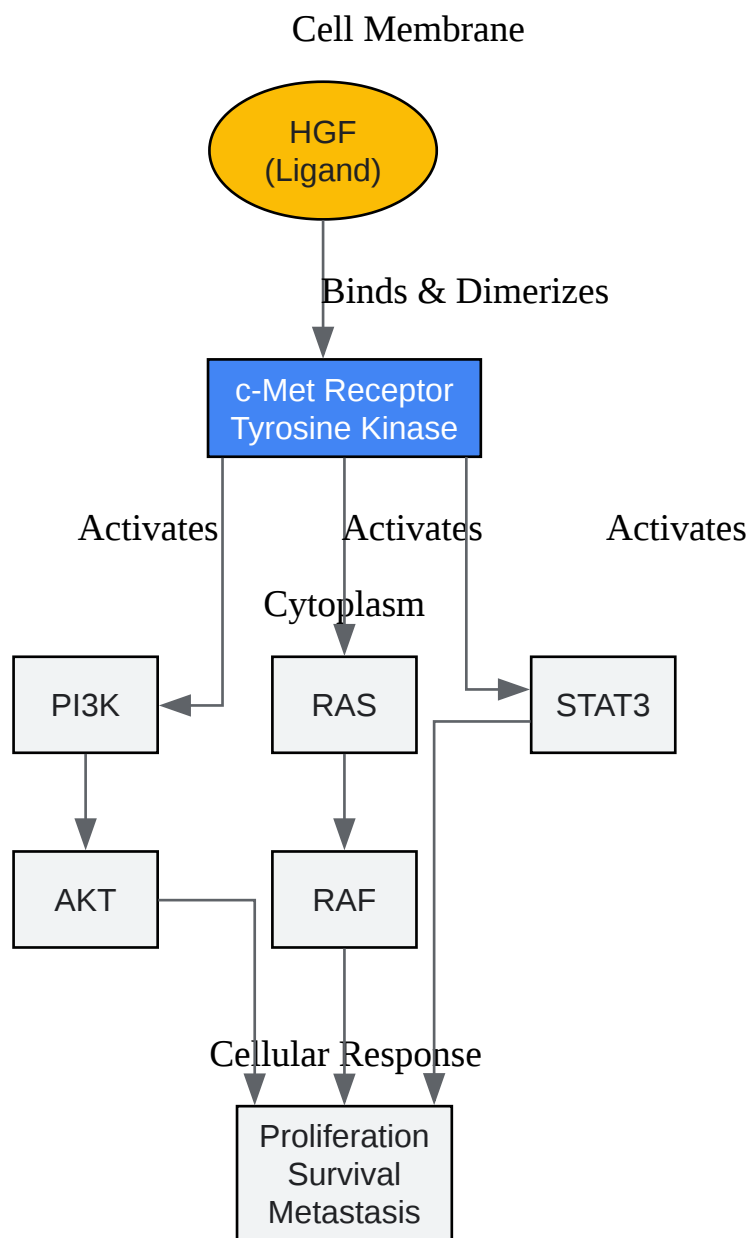 Cell Membrane
HGF
(Ligand)
Binds & Dimerizes
c-Met Receptor
Tyrosine Kinase
Activates
Activates
Activates
Cytoplasm
PI3K
RAS
STAT3
AKT
RAF
Cellular Response
Proliferation
Survival
Metastasis